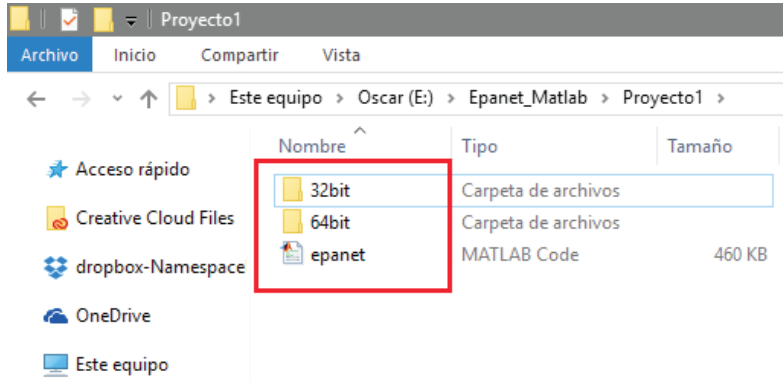 Proyecto1
Archivo Inicio Compartir Vista
Este equipo > Oscar (E:) > Epanet_Matlab > Proyecto1 >
Nombre Tipo Tamaño
Acceso rápido
Creative Cloud Files
dropbox-Namespace
OneDrive
Este equipo
32bit Carpeta de archivos
64bit Carpeta de archivos
epanet MATLAB Code 460 KB